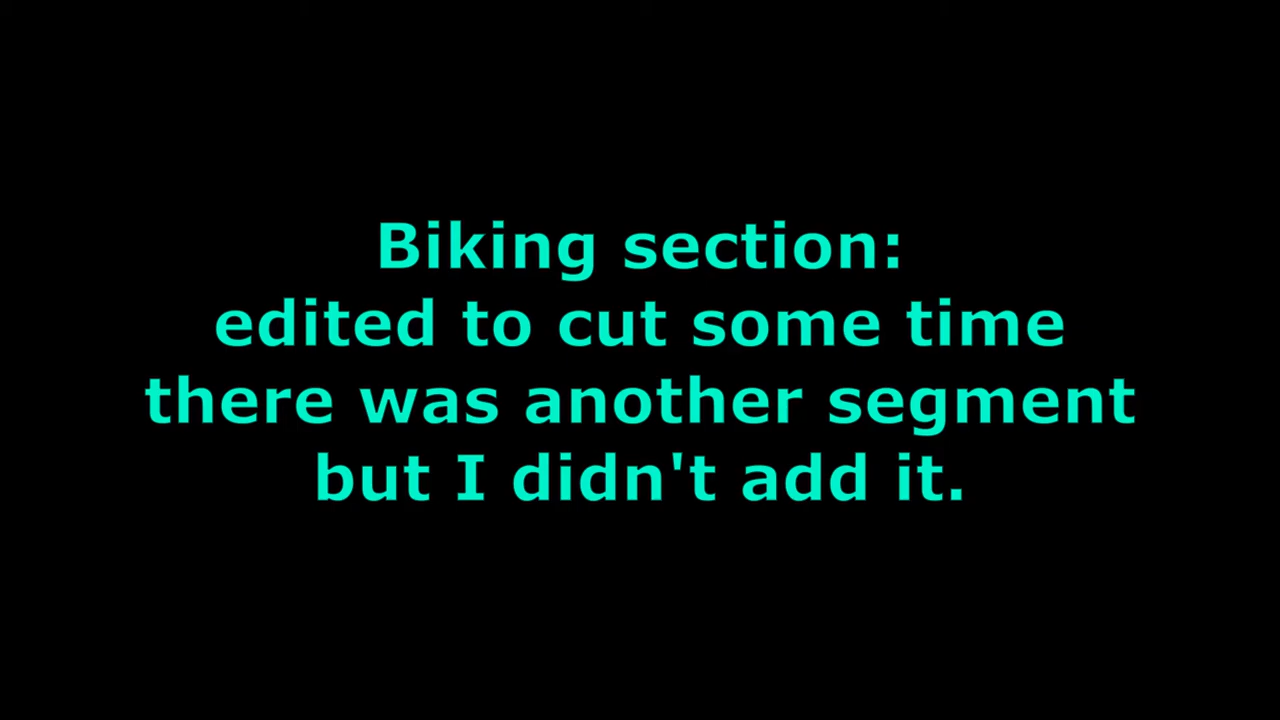 Biking section:
edited to cut some time
there was another segment
but I didn't add it.